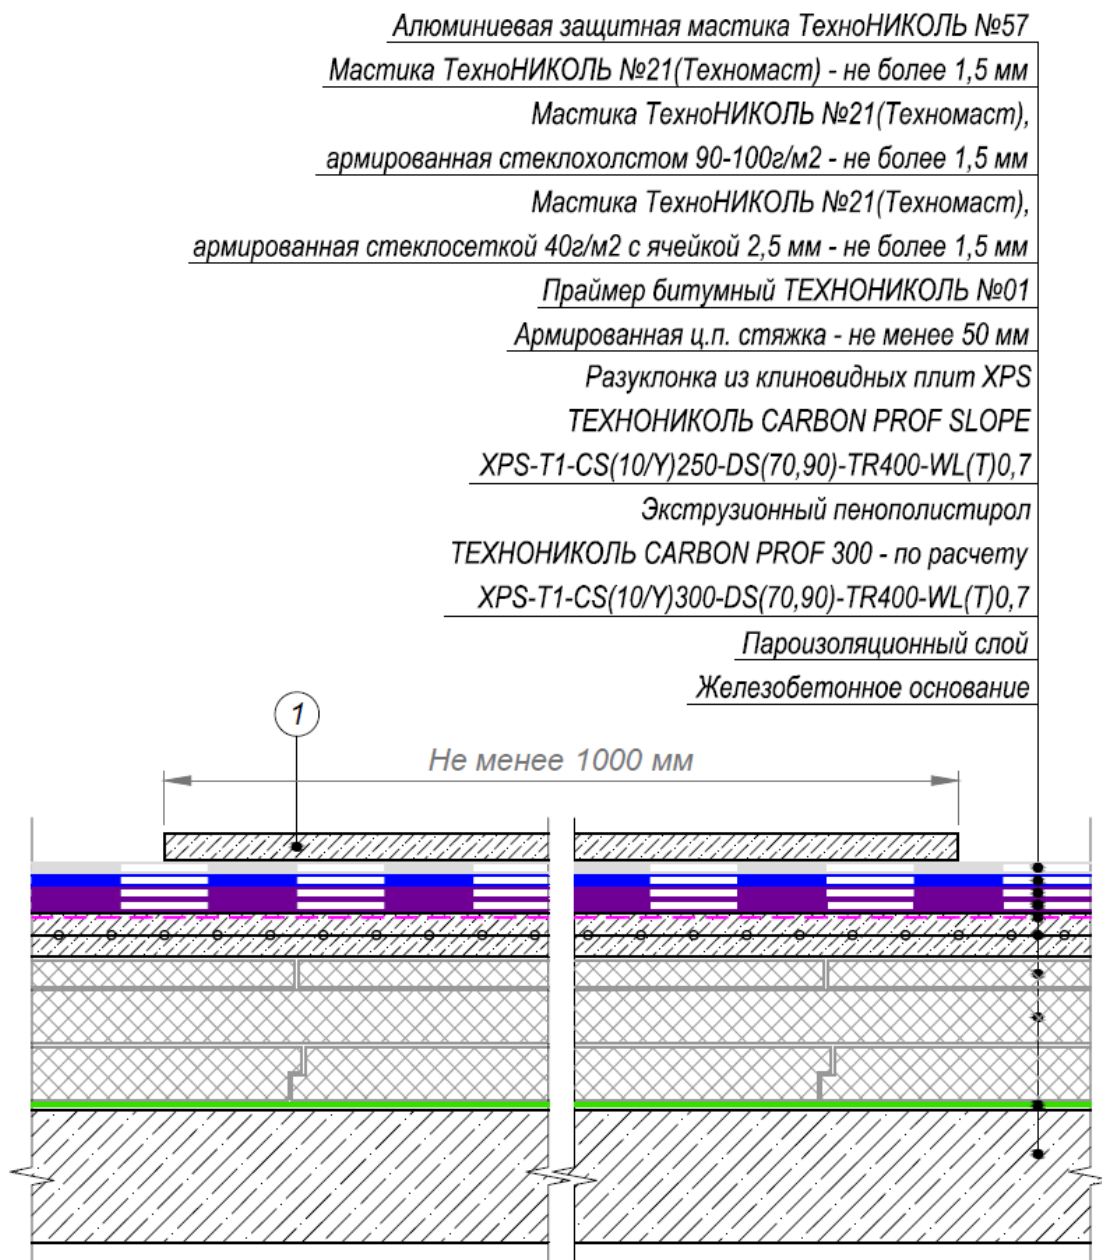 Алюминиевая защитная мастика ТехноНИКОЛЬ №57
Мастика ТехноНИКОЛЬ №21(Техномаст) - не более 1,5 мм
Мастика ТехноНИКОЛЬ №21(Техномаст),
армированная стеклохолстом 90-100г/м2 - не более 1,5 мм
Мастика ТехноНИКОЛЬ №21(Техномаст),
армированная стеклосеткой 40г/м2 с ячейкой 2,5 мм - не более 1,5 мм
Праймер битумный ТЕХНОНИКОЛЬ №01
Армированная ц.п. стяжка - не менее 50 мм
Разуклонка из клиновидных плит XPS
ТЕХНОНИКОЛЬ CARBON PROF SLOPE
XPS-T1-CS(10/Y)250-DS(70,90)-TR400-WL(T)0,7
Экструзионный пенополистирол
ТЕХНОНИКОЛЬ CARBON PROF 300 - по расчету
XPS-T1-CS(10/Y)300-DS(70,90)-TR400-WL(T)0,7
Пароизоляционный слой
Железобетонное основание
1
Не менее 1000 мм